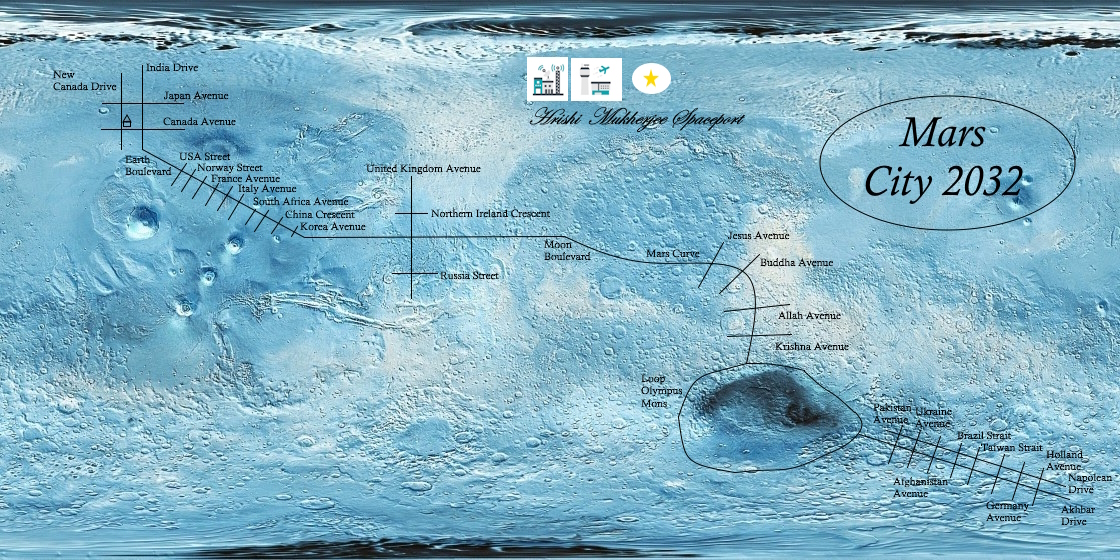 New
Canada Drive
India Drive
Japan Avenue
Canada Avenue
Hrishi Mukherjee Spaceport
Mars
City 2032
Earth
Boulevard
USA Street
Norway Street
France Avenue
Italy Avenue
South Africa Avenue
China Crescent
Korea Avenue
United Kingdom Avenue
Northern Ireland Crescent
Russia Street
Moon
Boulevard
Mars Curve
Jesus Avenue
Buddha Avenue
Allah Avenue
Krishna Avenue
Loop
Olympus
Mons
Pakistan
Avenue
Ukraine
Avenue
Brazil Strait
Taiwan Strait
Holland
Avenue
Napolean
Drive
Afghanistan
Avenue
Germany
Avenue
Akhbar
Drive